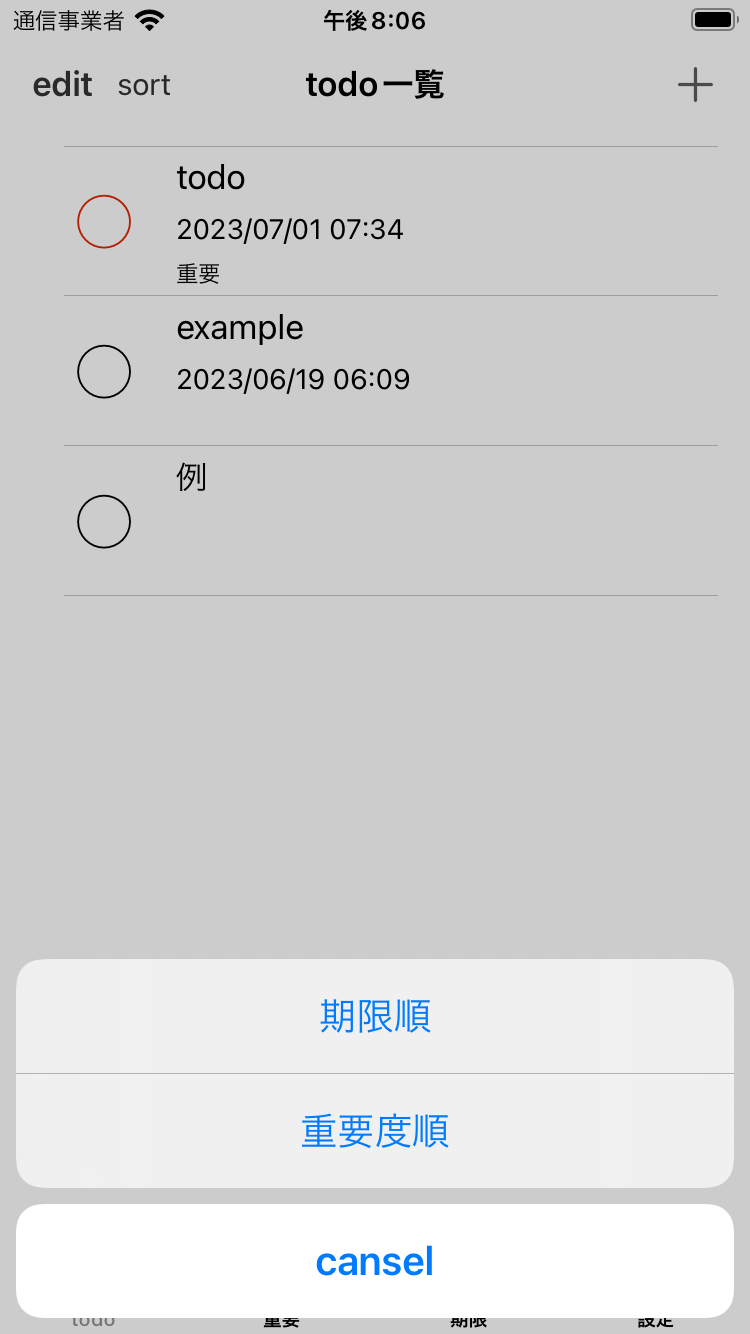 通信事業者 午後8:06
edit sort todo一覧
todo
2023/07/01 07:34
重要
example
2023/06/19 06:09
例
期限順
重要度順
cansel
todo 重要 期限 設定